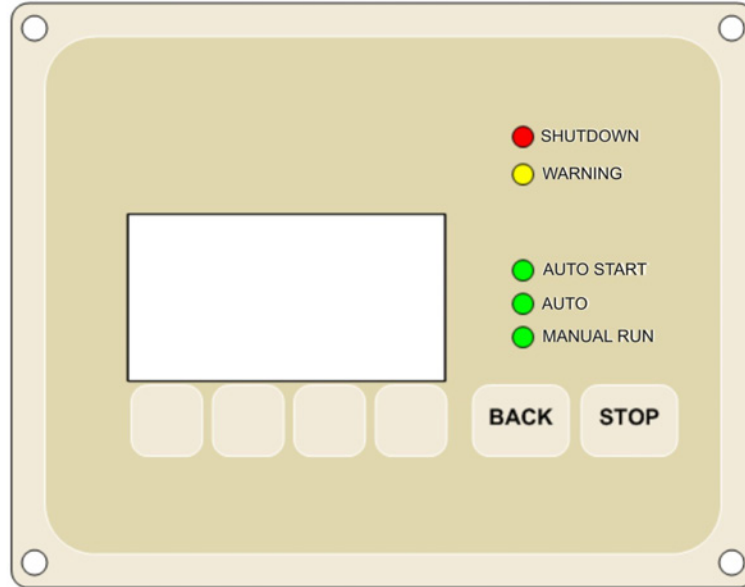 SHUTDOWN
WARNING
AUTO START
AUTO
MANUAL RUN
BACK STOP